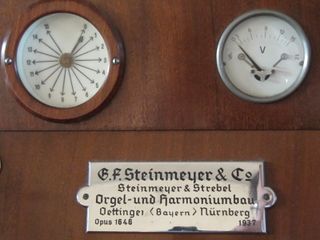 V
G.F. Steinmeyer & Co
Steinmeyer & Strebel
Orgel- und Harmoniumbau
Oettingen (Bayern) Nürnberg
Opus 1646 1937